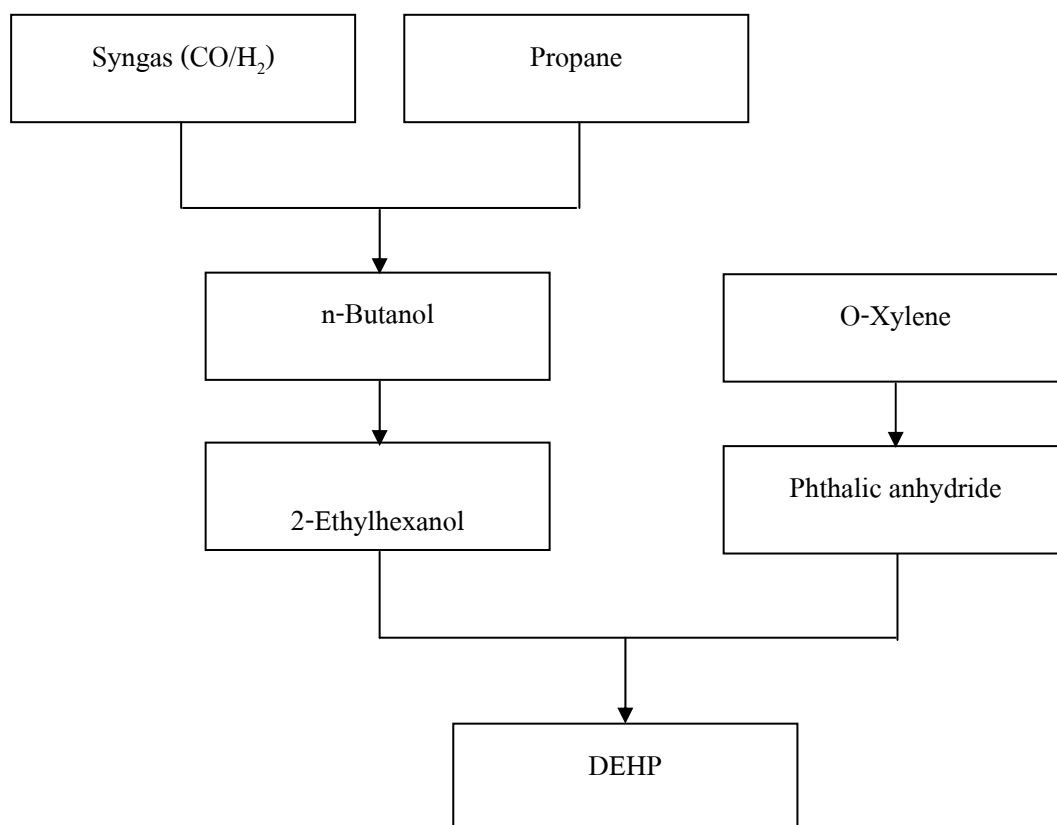 Syngas (CO/H₂)
Propane
n-Butanol
O-Xylene
2-Ethylhexanol
Phthalic anhydride
DEHP